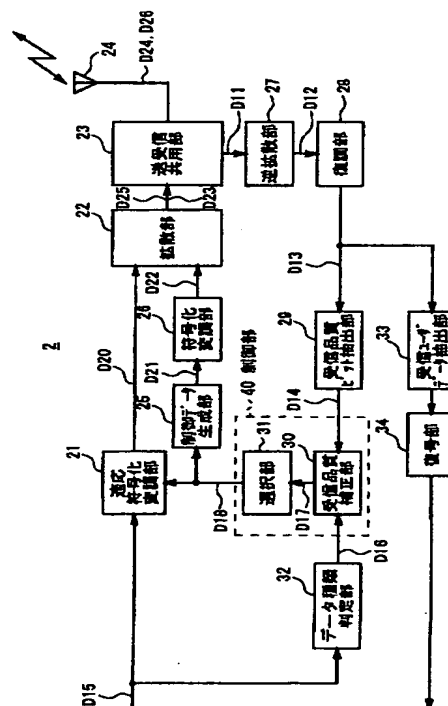 2
24
D24, D26
23
送受信
共用部
D11
27
逆拡散部
D12
28
復調部
D25
D23
22
拡散部
D22
26
符号化
変調部
D21
25
制御データ
生成部
D20
21
適応
符号化
変調部
D18
40 制御部
31
選択部
D17
30
受信品質
補正部
D14
29
受信品質
ビット抽出部
D13
33
受信ユーザ
データ抽出部
34
復号部
D16
32
データ種類
判定部
D15